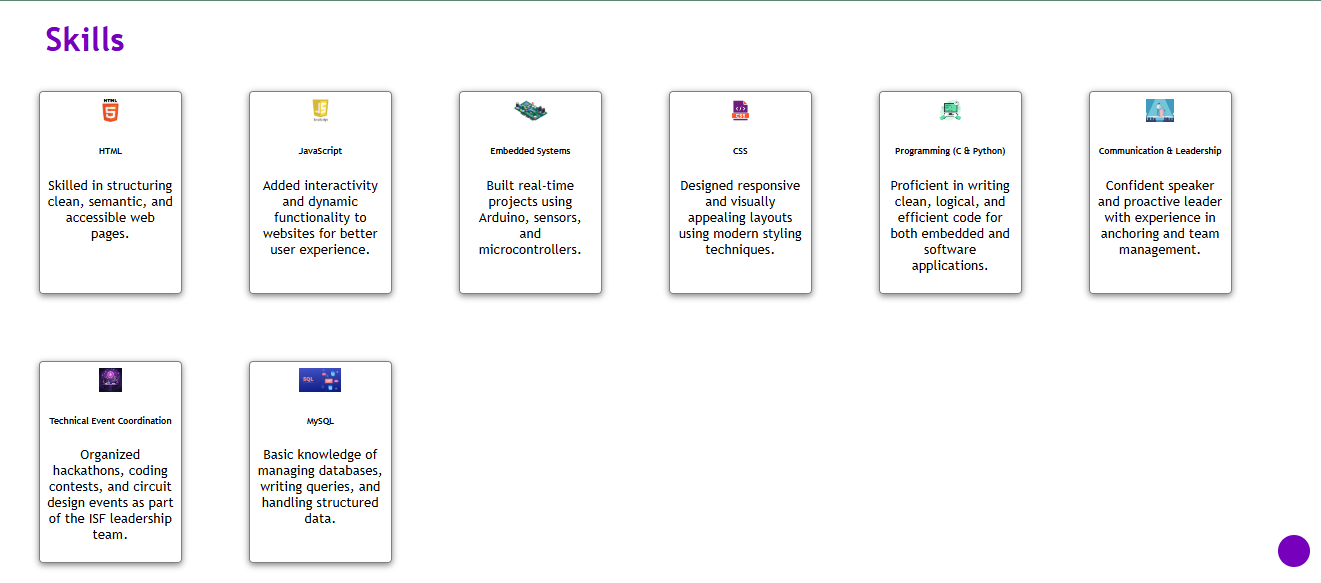 Skills
HTML
5
HTML
Skilled in structuring
clean, semantic, and
accessible web
pages.
JS
JavaScript
Added interactivity
and dynamic
functionality to
websites for better
user experience.
Embedded Systems
Built real-time
projects using
Arduino, sensors,
and
microcontrollers.
</>
CSS
CSS
Designed responsive
and visually
appealing layouts
using modern styling
techniques.
Programming (C & Python)
Proficient in writing
clean, logical, and
efficient code for
both embedded and
software
applications.
Communication & Leadership
Confident speaker
and proactive leader
with experience in
anchoring and team
management.
Technical Event Coordination
Organized
hackathons, coding
contests, and circuit
design events as part
of the ISF leadership
team.
SQL
MySQL
Basic knowledge of
managing databases,
writing queries, and
handling structured
data.